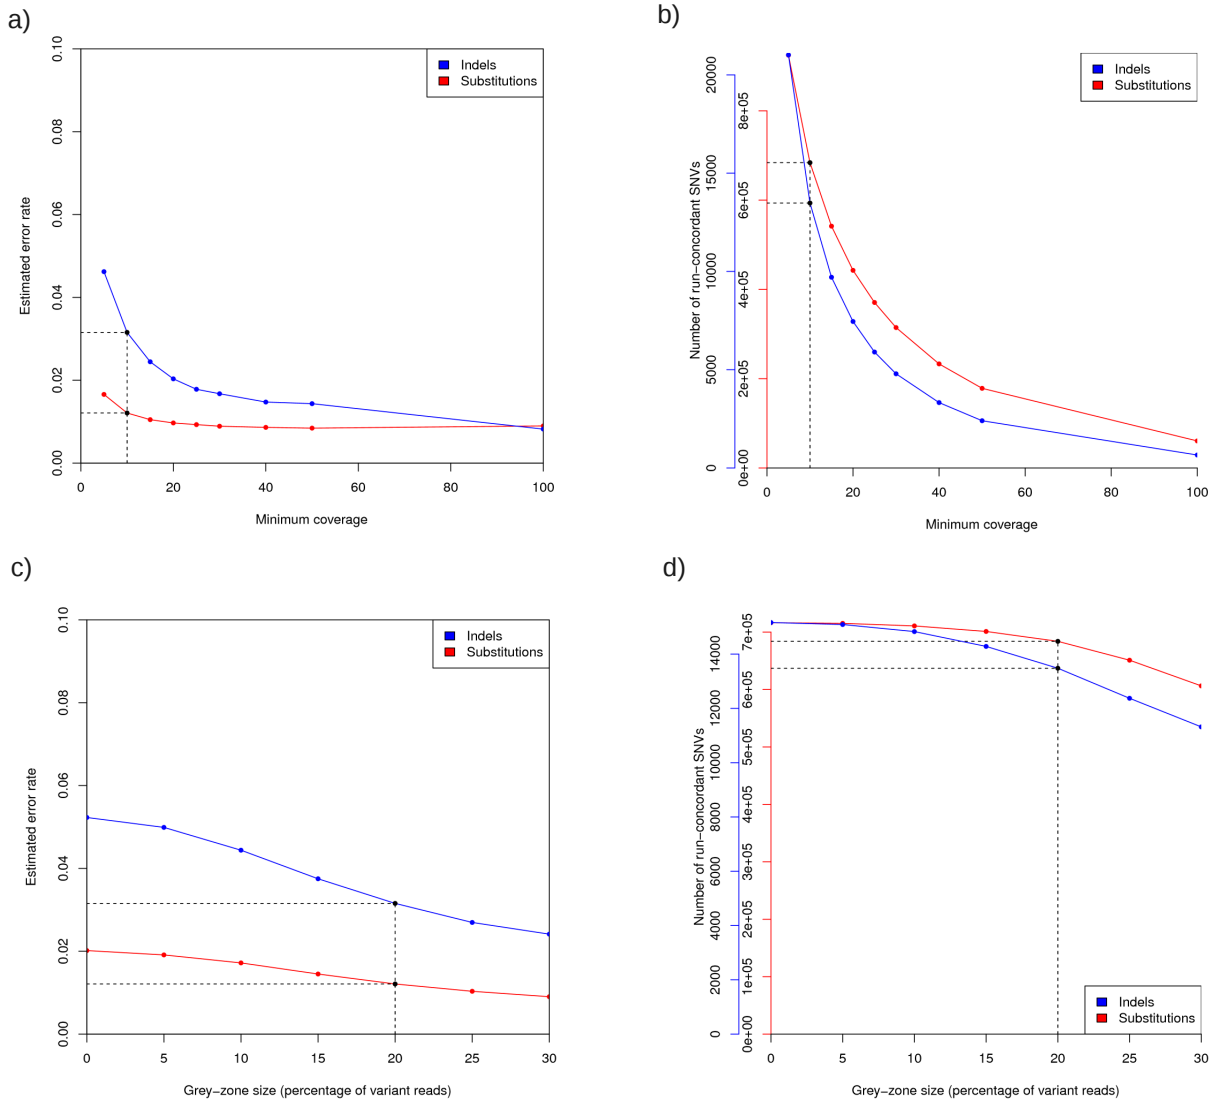 a)
Estimated error rate
0.10
0.08
0.06
0.04
0.02
0.00
Indels
Substitutions
0 20 40 60 80 100
Minimum coverage
b)
Number of run−concordant SNVs
20000
15000
10000
5000
0
8e+05
6e+05
4e+05
2e+05
0e+00
Indels
Substitutions
0 20 40 60 80 100
Minimum coverage
c)
Estimated error rate
0.10
0.08
0.06
0.04
0.02
0.00
Indels
Substitutions
0 5 10 15 20 25 30
Grey−zone size (percentage of variant reads)
d)
Number of run−concordant SNVs
14000
12000
10000
8000
6000
4000
2000
0
7e+05
6e+05
5e+05
4e+05
3e+05
2e+05
1e+05
0e+00
Indels
Substitutions
0 5 10 15 20 25 30
Grey−zone size (percentage of variant reads)